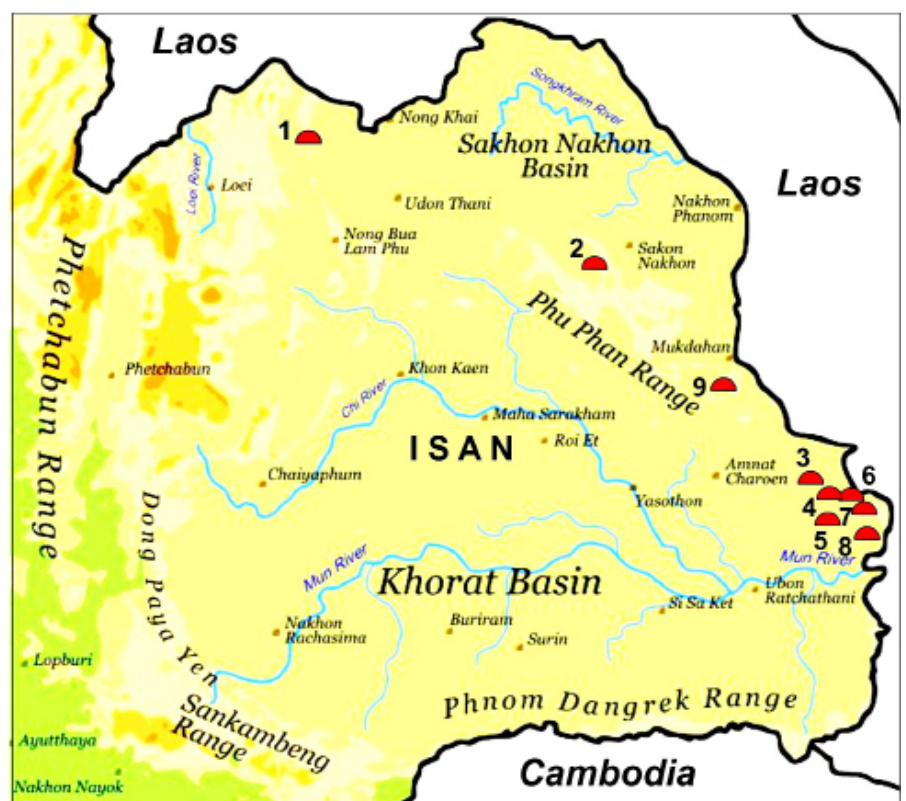 Laos
Nong Khai
1
Songkhram River
Sakhon Nakhon
Basin
Laos
Loei River
Loei
Udon Thani
Nakhon
Phanom
Nong Bua
Lam Phu
2
Sakon
Nakhon
Phetchabun Range
Phu Phan Range
Mukdahan
Phetchabun
Khon Kaen
9
Chi River
Maha Sarakham
ISAN
Roi Et
Chaiyaphum
Amnat
Charoen
3
6
4
7
5
8
Yasothon
Dong Paya Yen
Mun River
Mun River
Khorat Basin
Ubon
Ratchathani
Si Sa Ket
Nakhon
Rachasima
Buriram
Surin
Lopburi
Sankambeng
Range
Phnom Dangrek Range
Ayutthaya
Cambodia
Nakhon Nayok